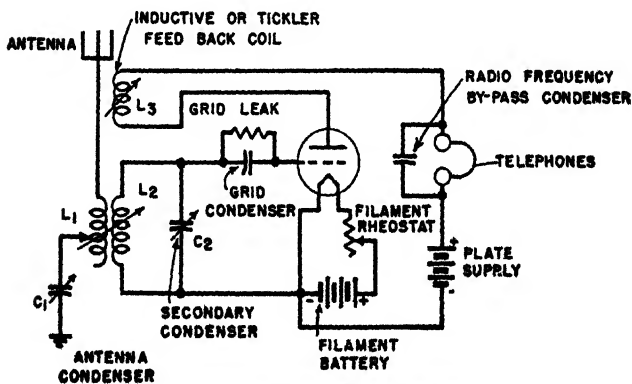 INDUCTIVE OR TICKLER
FEED BACK COIL
ANTENNA
L3
GRID LEAK
RADIO FREQUENCY
BY-PASS CONDENSER
TELEPHONES
L1
L2
GRID
CONDENSER
FILAMENT
RHEOSTAT
C2
C1
SECONDARY
CONDENSER
+
PLATE
SUPPLY
-
- +
FILAMENT
BATTERY
ANTENNA
CONDENSER